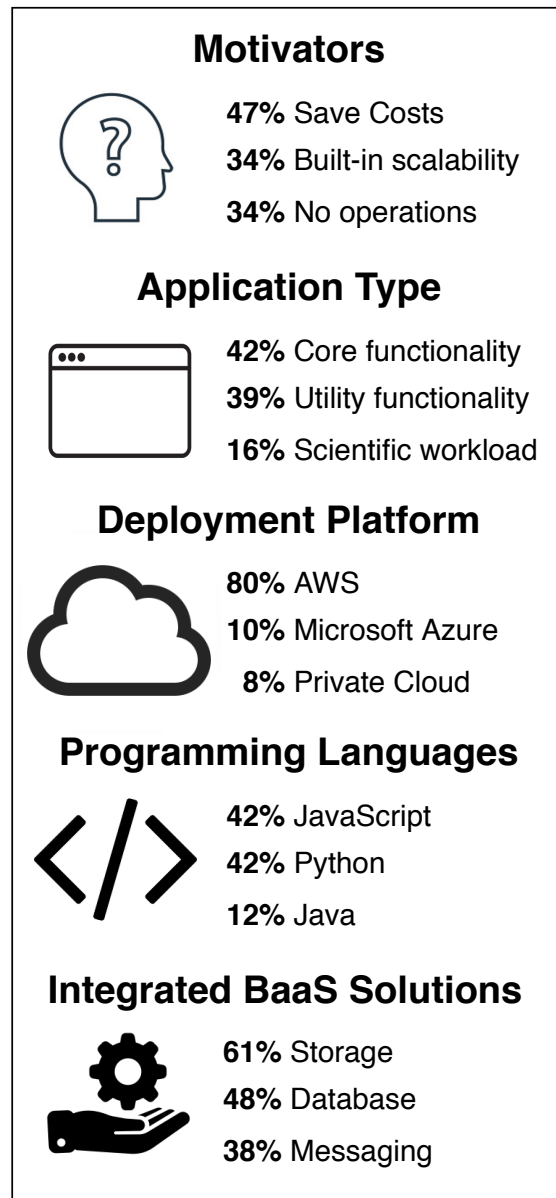 Motivators
?
47% Save Costs
34% Built-in scalability
34% No operations
Application Type
42% Core functionality
39% Utility functionality
16% Scientific workload
Deployment Platform
80% AWS
10% Microsoft Azure
8% Private Cloud
Programming Languages
</>
42% JavaScript
42% Python
12% Java
Integrated BaaS Solutions
61% Storage
48% Database
38% Messaging